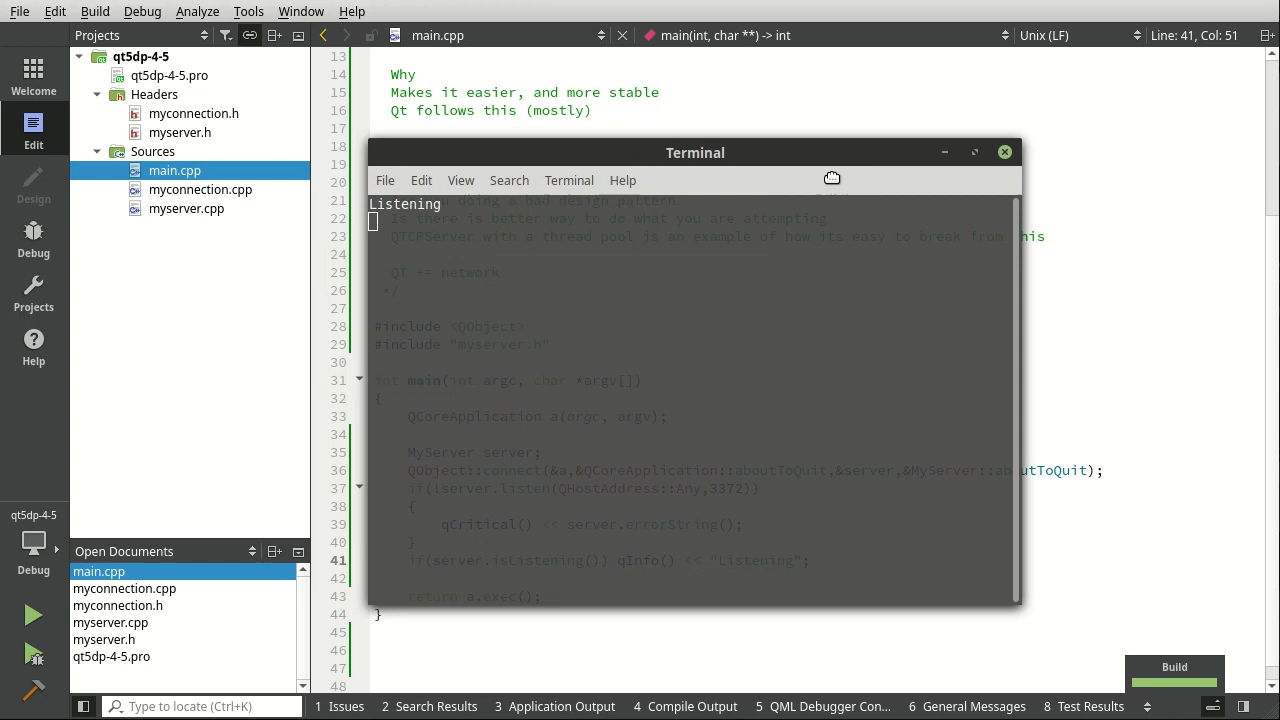 File Edit Build Debug Analyze Tools Window Help
Projects
main.cpp
main(int, char **) -> int
Unix (LF)
Line: 41, Col: 51
Welcome
Edit
Design
Debug
Projects
Help
qt5dp-4-5
Debug
qt5dp-4-5
qt5dp-4-5.pro
Headers
myconnection.h
myserver.h
Sources
main.cpp
myconnection.cpp
myserver.cpp
Open Documents
main.cpp
myconnection.cpp
myconnection.h
myserver.cpp
myserver.h
qt5dp-4-5.pro
13
14 Why
15 Makes it easier, and more stable
16 Qt follows this (mostly)
17
18
19
20
21 doing a bad design pattern
22 Is there is better way to do what you are attempting
23 QTCPServer with a thread pool is an example of how its easy to break from this
24
25 QT += network
26 */
27
28 #include <QObject>
29 #include "myserver.h"
30
31 int main(int argc, char *argv[])
32 {
33 QCoreApplication a(argc, argv);
34
35 MyServer server;
36 QObject::connect(&a,&QCoreApplication::aboutToQuit,&server,&MyServer::aboutToQuit);
37 if(!server.listen(QHostAddress::Any,3372))
38 {
39 qCritical() << server.errorString();
40 }
41 if(server.isListening()) qInfo() << "Listening";
42
43 return a.exec();
44 }
45
46
47
48
Terminal
File Edit View Search Terminal Help
Listening
Build
Type to locate (Ctrl+K)
1 Issues 2 Search Results 3 Application Output 4 Compile Output 5 QML Debugger Con... 6 General Messages 8 Test Results